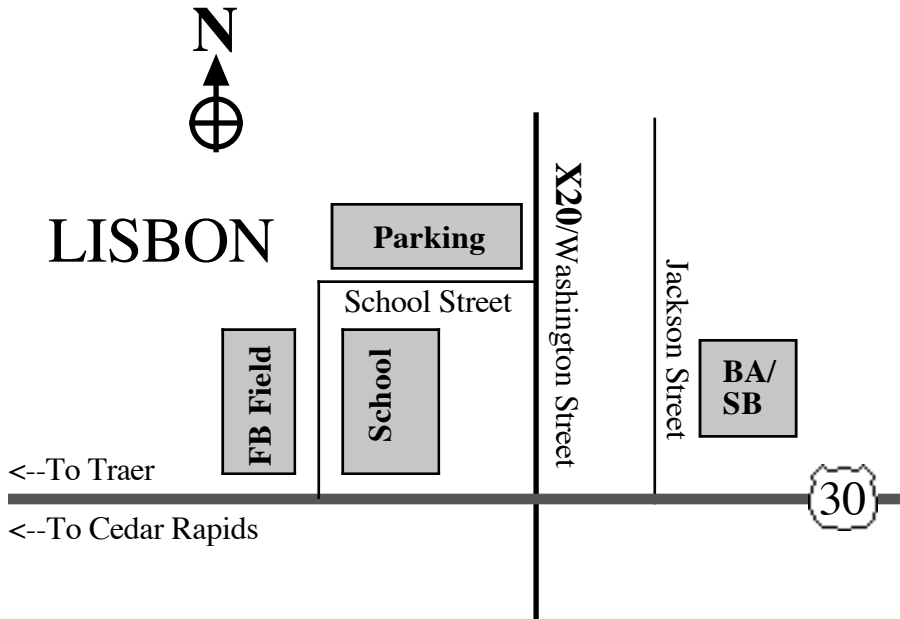 N
LISBON
Parking
X20/Washington Street
Jackson Street
School Street
FB Field
School
BA/
SB
<--To Traer
30
<--To Cedar Rapids